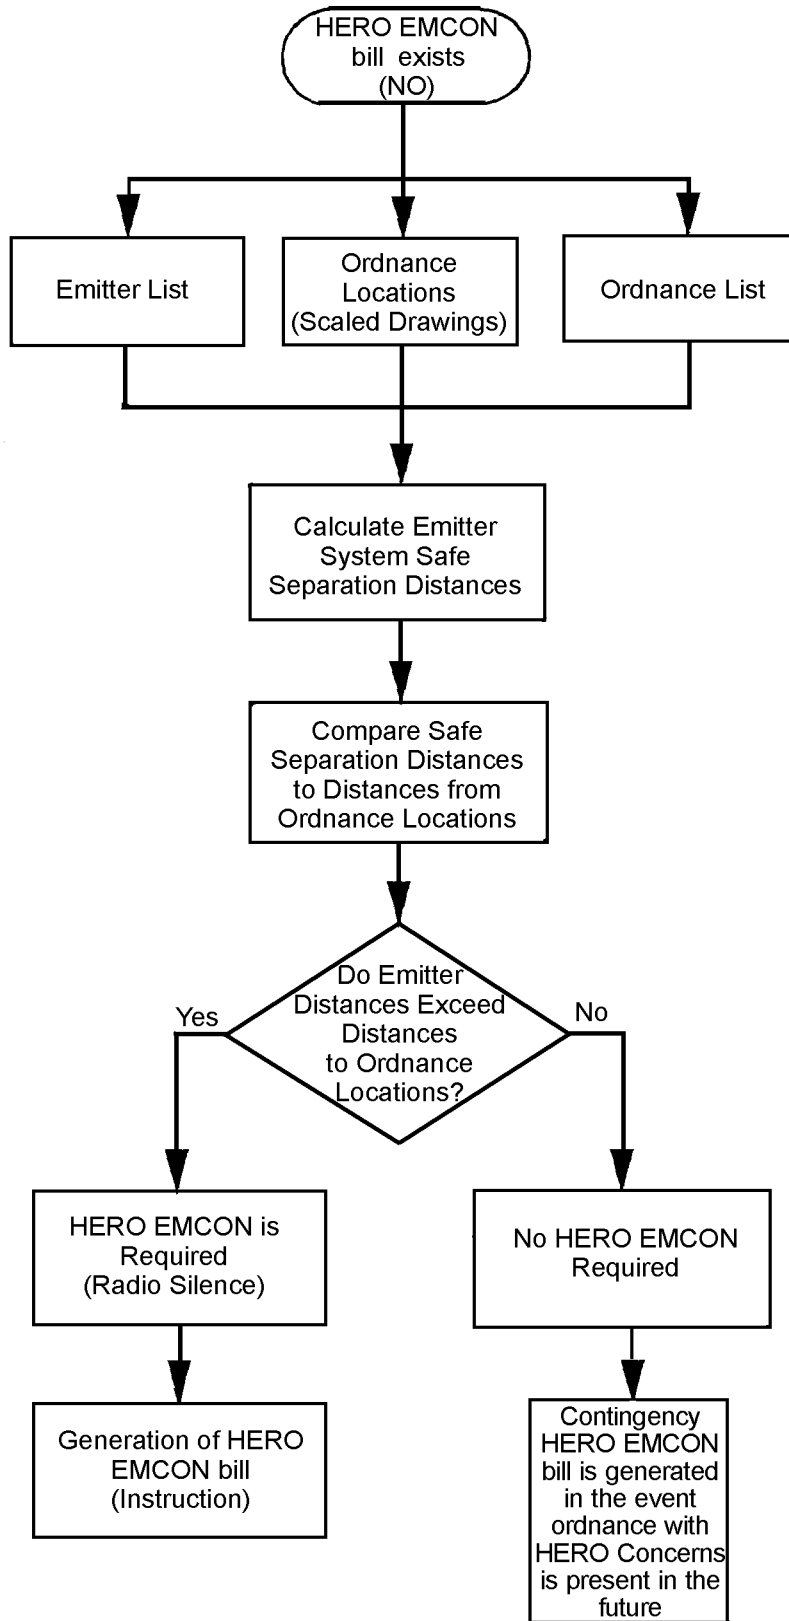 HERO EMCON
bill exists
(NO)
Emitter List
Ordnance
Locations
(Scaled Drawings)
Ordnance List
Calculate Emitter
System Safe
Separation Distances
Compare Safe
Separation Distances
to Distances from
Ordnance Locations
Do Emitter
Distances Exceed
Distances
to Ordnance
Locations?
Yes
No
HERO EMCON is
Required
(Radio Silence)
No HERO EMCON
Required
Generation of HERO
EMCON bill
(Instruction)
Contingency
HERO EMCON
bill is generated
in the event
ordnance with
HERO Concerns
is present in the
future